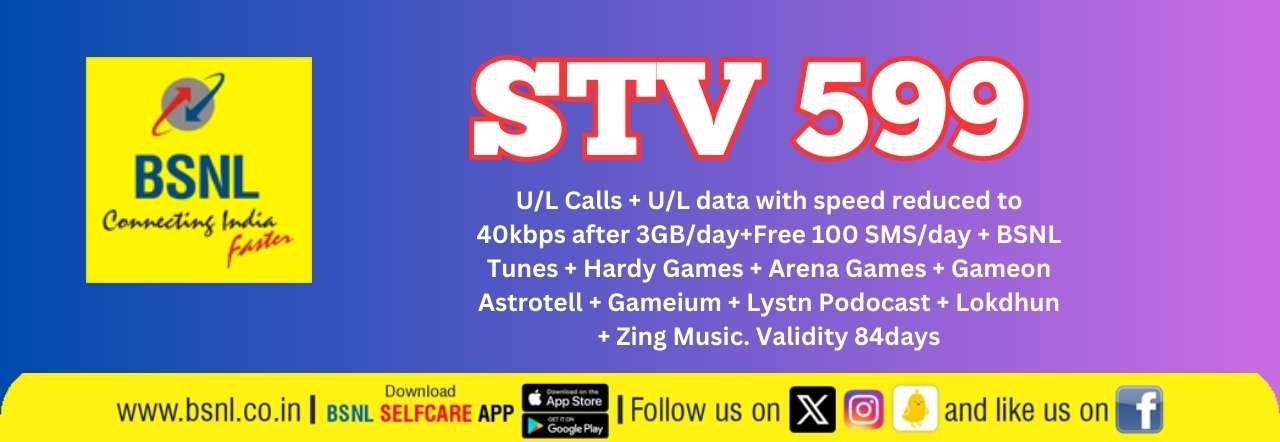 BSNL
Connecting India
Faster
STV 599
U/L Calls + U/L data with speed reduced to
40kbps after 3GB/day+Free 100 SMS/day + BSNL
Tunes + Hardy Games + Arena Games + Gameon
Astrotell + Gameium + Lystn Podocast + Lokdhun
+ Zing Music. Validity 84days
www.bsnl.co.in | Download BSNL SELFCARE APP
Download on the
App Store
GET IT ON
Google Play
| Follow us on X and like us on f